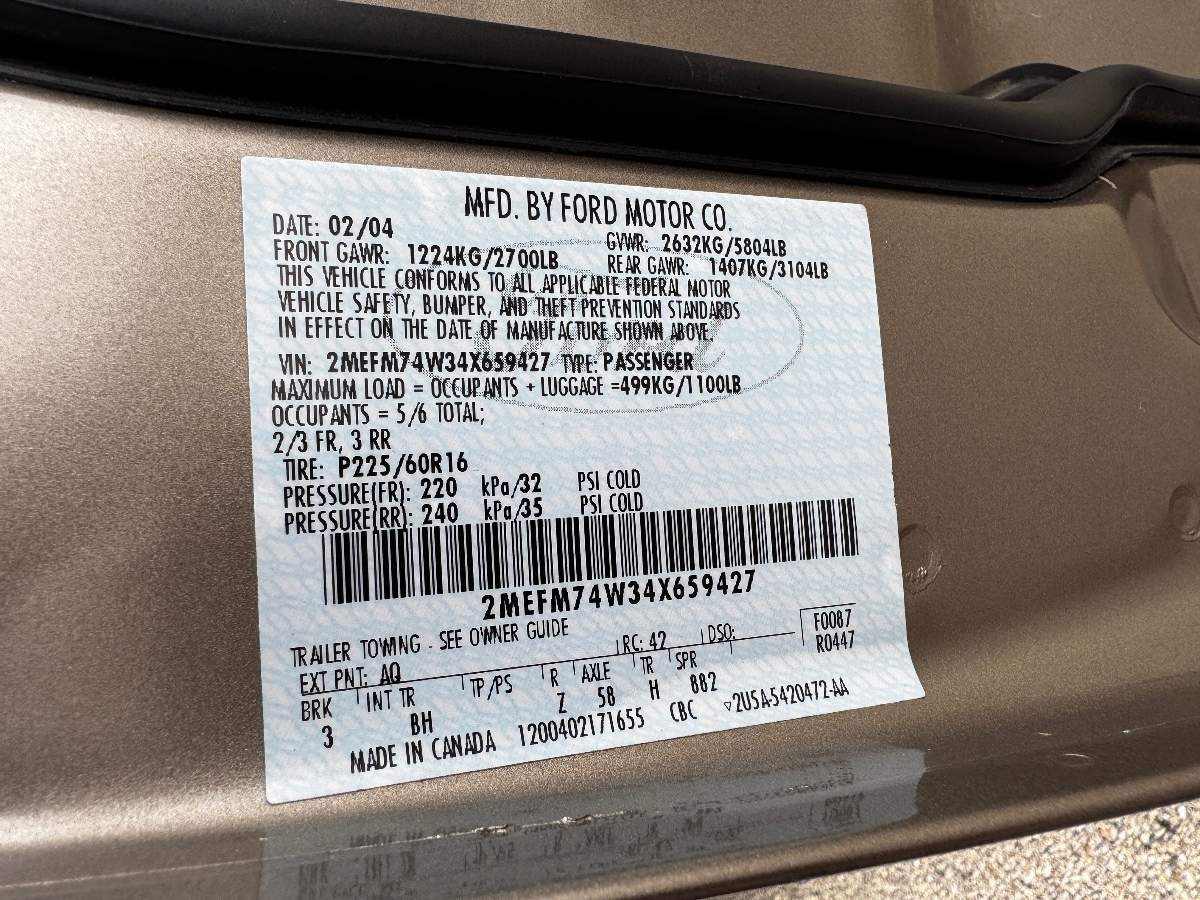 MFD. BY FORD MOTOR CO.
DATE: 02/04 GVWR: 2632KG/5804LB
FRONT GAWR: 1224KG/2700LB REAR GAWR: 1407KG/3104LB
THIS VEHICLE CONFORMS TO ALL APPLICABLE FEDERAL MOTOR
VEHICLE SAFETY, BUMPER, AND THEFT PREVENTION STANDARDS
IN EFFECT ON THE DATE OF MANUFACTURE SHOWN ABOVE.
VIN: 2MEFM74W34X659427 TYPE: PASSENGER
MAXIMUM LOAD = OCCUPANTS + LUGGAGE =499KG/1100LB
OCCUPANTS = 5/6 TOTAL;
2/3 FR, 3 RR
TIRE: P225/60R16
PRESSURE(FR): 220 kPa/32 PSI COLD
PRESSURE(RR): 240 kPa/35 PSI COLD
2MEFM74W34X659427
TRAILER TOWING - SEE OWNER GUIDE
EXT PNT: AQ RC: 42 DSO: F0087
R0447
BRK INT TR TP/PS R AXLE TR SPR
3 BH Z 58 H 882
MADE IN CANADA 1200402171655 CBC ▽2U5A-5420472-AA